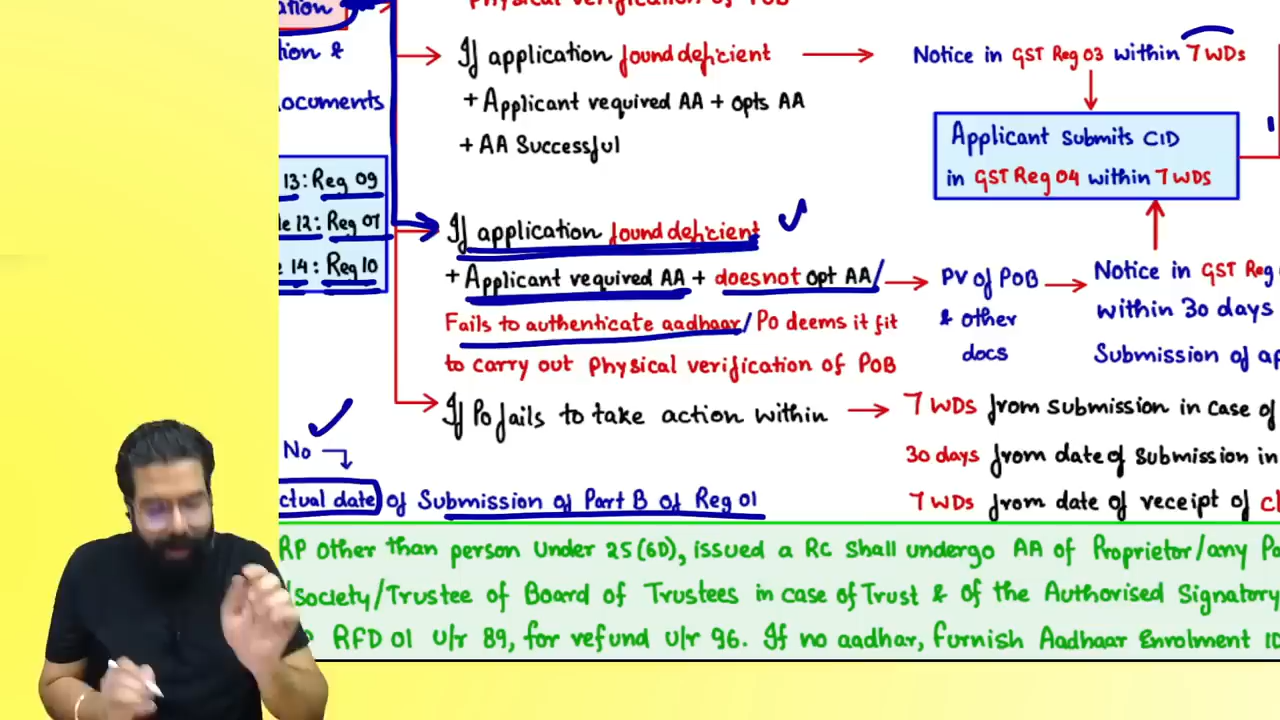 ation
Physical verification of POB
tion &
ocuments
If application found deficient
+ Applicant required AA + opts AA
+ AA Successful
Notice in GST Reg 03 within 7 WDs
Applicant submits CID
in GST Reg 04 within 7 WDs
13: Reg 09
le 12: Reg 07
14: Reg 10
If application found deficient
+ Applicant required AA + doesnot opt AA/
Fails to authenticate aadhaar/ Po deems it fit
to carry out physical verification of PoB
PV of PoB
& other
docs
Notice in GST Reg
within 30 days
Submission of ap
If Po fails to take action within
7 WDs from submission in case of
30 days from date of submission in
7 WDs from date of receipt of cl
No
ctual date of Submission of Part B of Reg 01
RP other than person under 25(6D), issued a RC shall undergo AA of Proprietor/any Pa
/society/Trustee of Board of Trustees in case of Trust & of the Authorised Signatory
RFD 01 u/r 89, for refund u/r 96. If no aadhar, furnish Aadhaar Enrolment ID